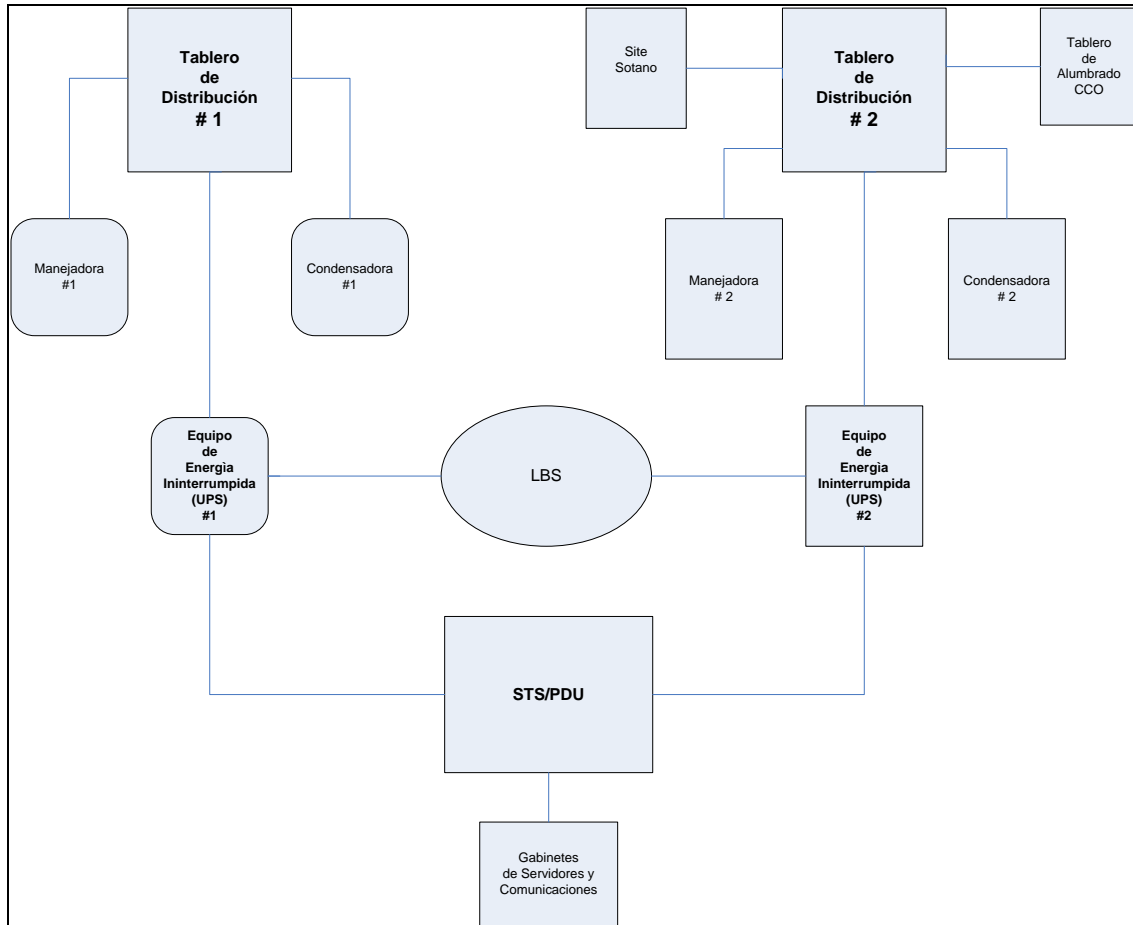 Tablero
de
Distribución
# 1
Site
Sotano
Tablero
de
Distribución
# 2
Tablero
de
Alumbrado
CCO
Manejadora
#1
Condensadora
#1
Manejadora
# 2
Condensadora
# 2
Equipo
de
Energìa
Ininterrumpida
(UPS)
#1
LBS
Equipo
de
Energìa
Ininterrumpida
(UPS)
#2
STS/PDU
Gabinetes
de Servidores y
Comunicaciones